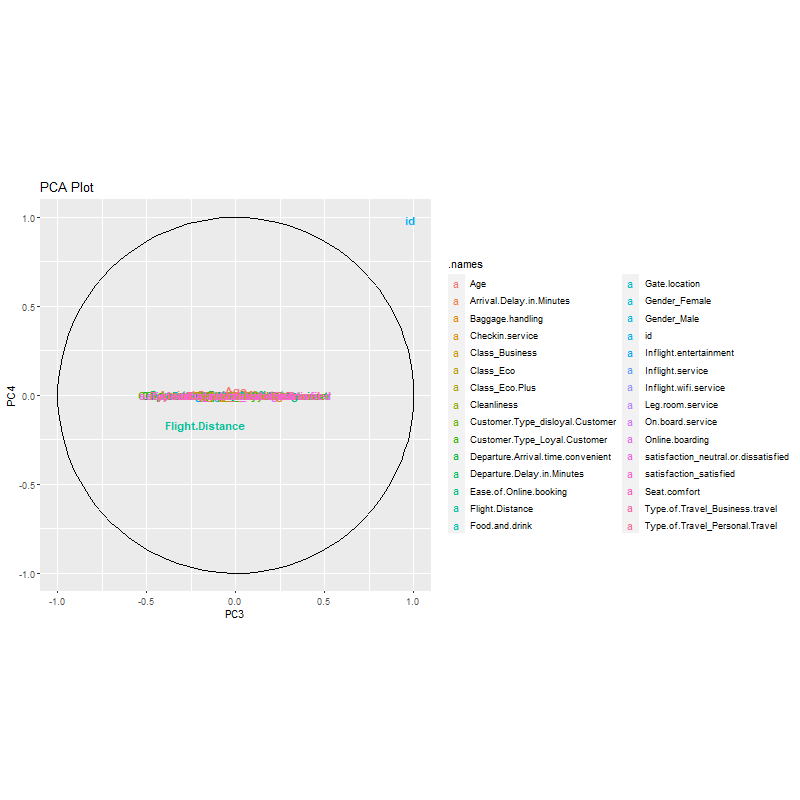 PCA Plot
1.0
0.5
0.0
-0.5
-1.0
PC4
id
Age
Flight.Distance
-1.0
-0.5
0.0
0.5
1.0
PC3
.names
a Age
a Arrival.Delay.in.Minutes
a Baggage.handling
a Checkin.service
a Class_Business
a Class_Eco
a Class_Eco.Plus
a Cleanliness
a Customer.Type_disloyal.Customer
a Customer.Type_Loyal.Customer
a Departure.Arrival.time.convenient
a Departure.Delay.in.Minutes
a Ease.of.Online.booking
a Flight.Distance
a Food.and.drink
a Gate.location
a Gender_Female
a Gender_Male
a id
a Inflight.entertainment
a Inflight.service
a Inflight.wifi.service
a Leg.room.service
a On.board.service
a Online.boarding
a satisfaction_neutral.or.dissatisfied
a satisfaction_satisfied
a Seat.comfort
a Type.of.Travel_Business.travel
a Type.of.Travel_Personal.Travel